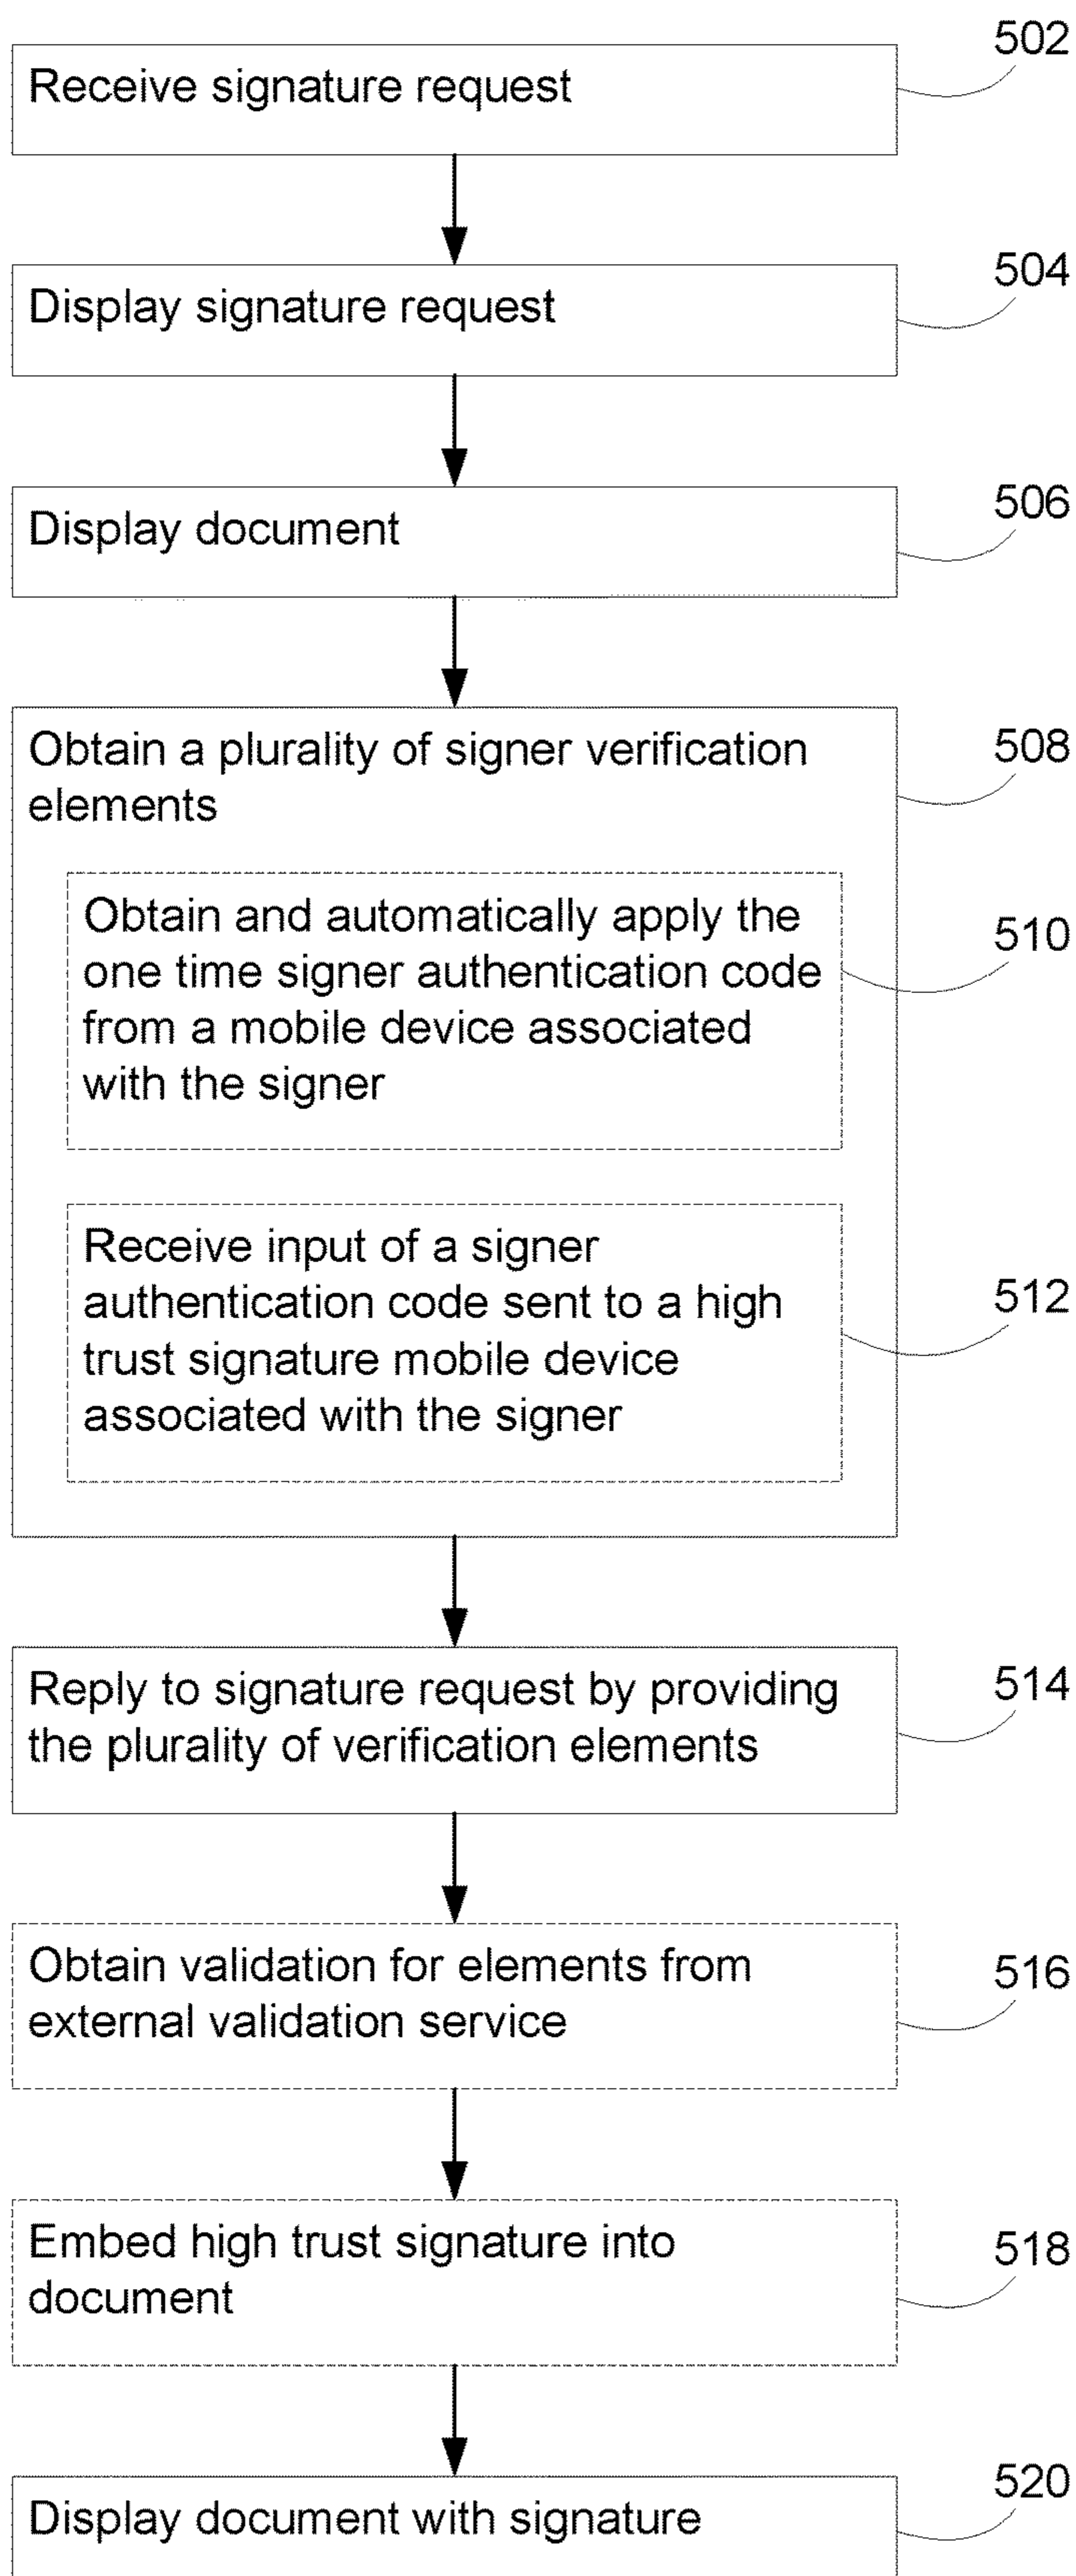 502
Receive signature request
504
Display signature request
506
Display document
508
Obtain a plurality of signer verification
elements
510
Obtain and automatically apply the
one time signer authentication code
from a mobile device associated
with the signer
512
Receive input of a signer
authentication code sent to a high
trust signature mobile device
associated with the signer
514
Reply to signature request by providing
the plurality of verification elements
516
Obtain validation for elements from
external validation service
518
Embed high trust signature into
document
520
Display document with signature